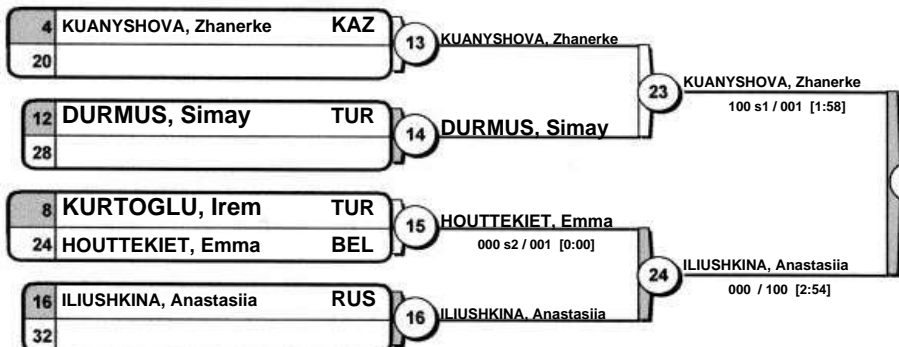 4 KUANYSHOVA, Zhanerke KAZ
20
13 KUANYSHOVA, Zhanerke
12 DURMUS, Simay TUR
28
14 DURMUS, Simay
23 KUANYSHOVA, Zhanerke
100 s1 / 001 [1:58]
8 KURTOGLU, Irem TUR
24 HOUTTEKIET, Emma BEL
15 HOUTTEKIET, Emma
000 s2 / 001 [0:00]
16 ILIUSHKINA, Anastasiia RUS
32
16 ILIUSHKINA, Anastasiia
24 ILIUSHKINA, Anastasiia
000 / 100 [2:54]